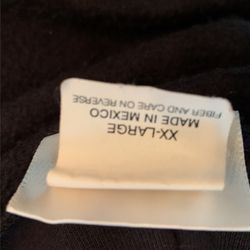 XX-LARGE
MADE IN MEXICO
FIBER AND CARE ON REVERSE